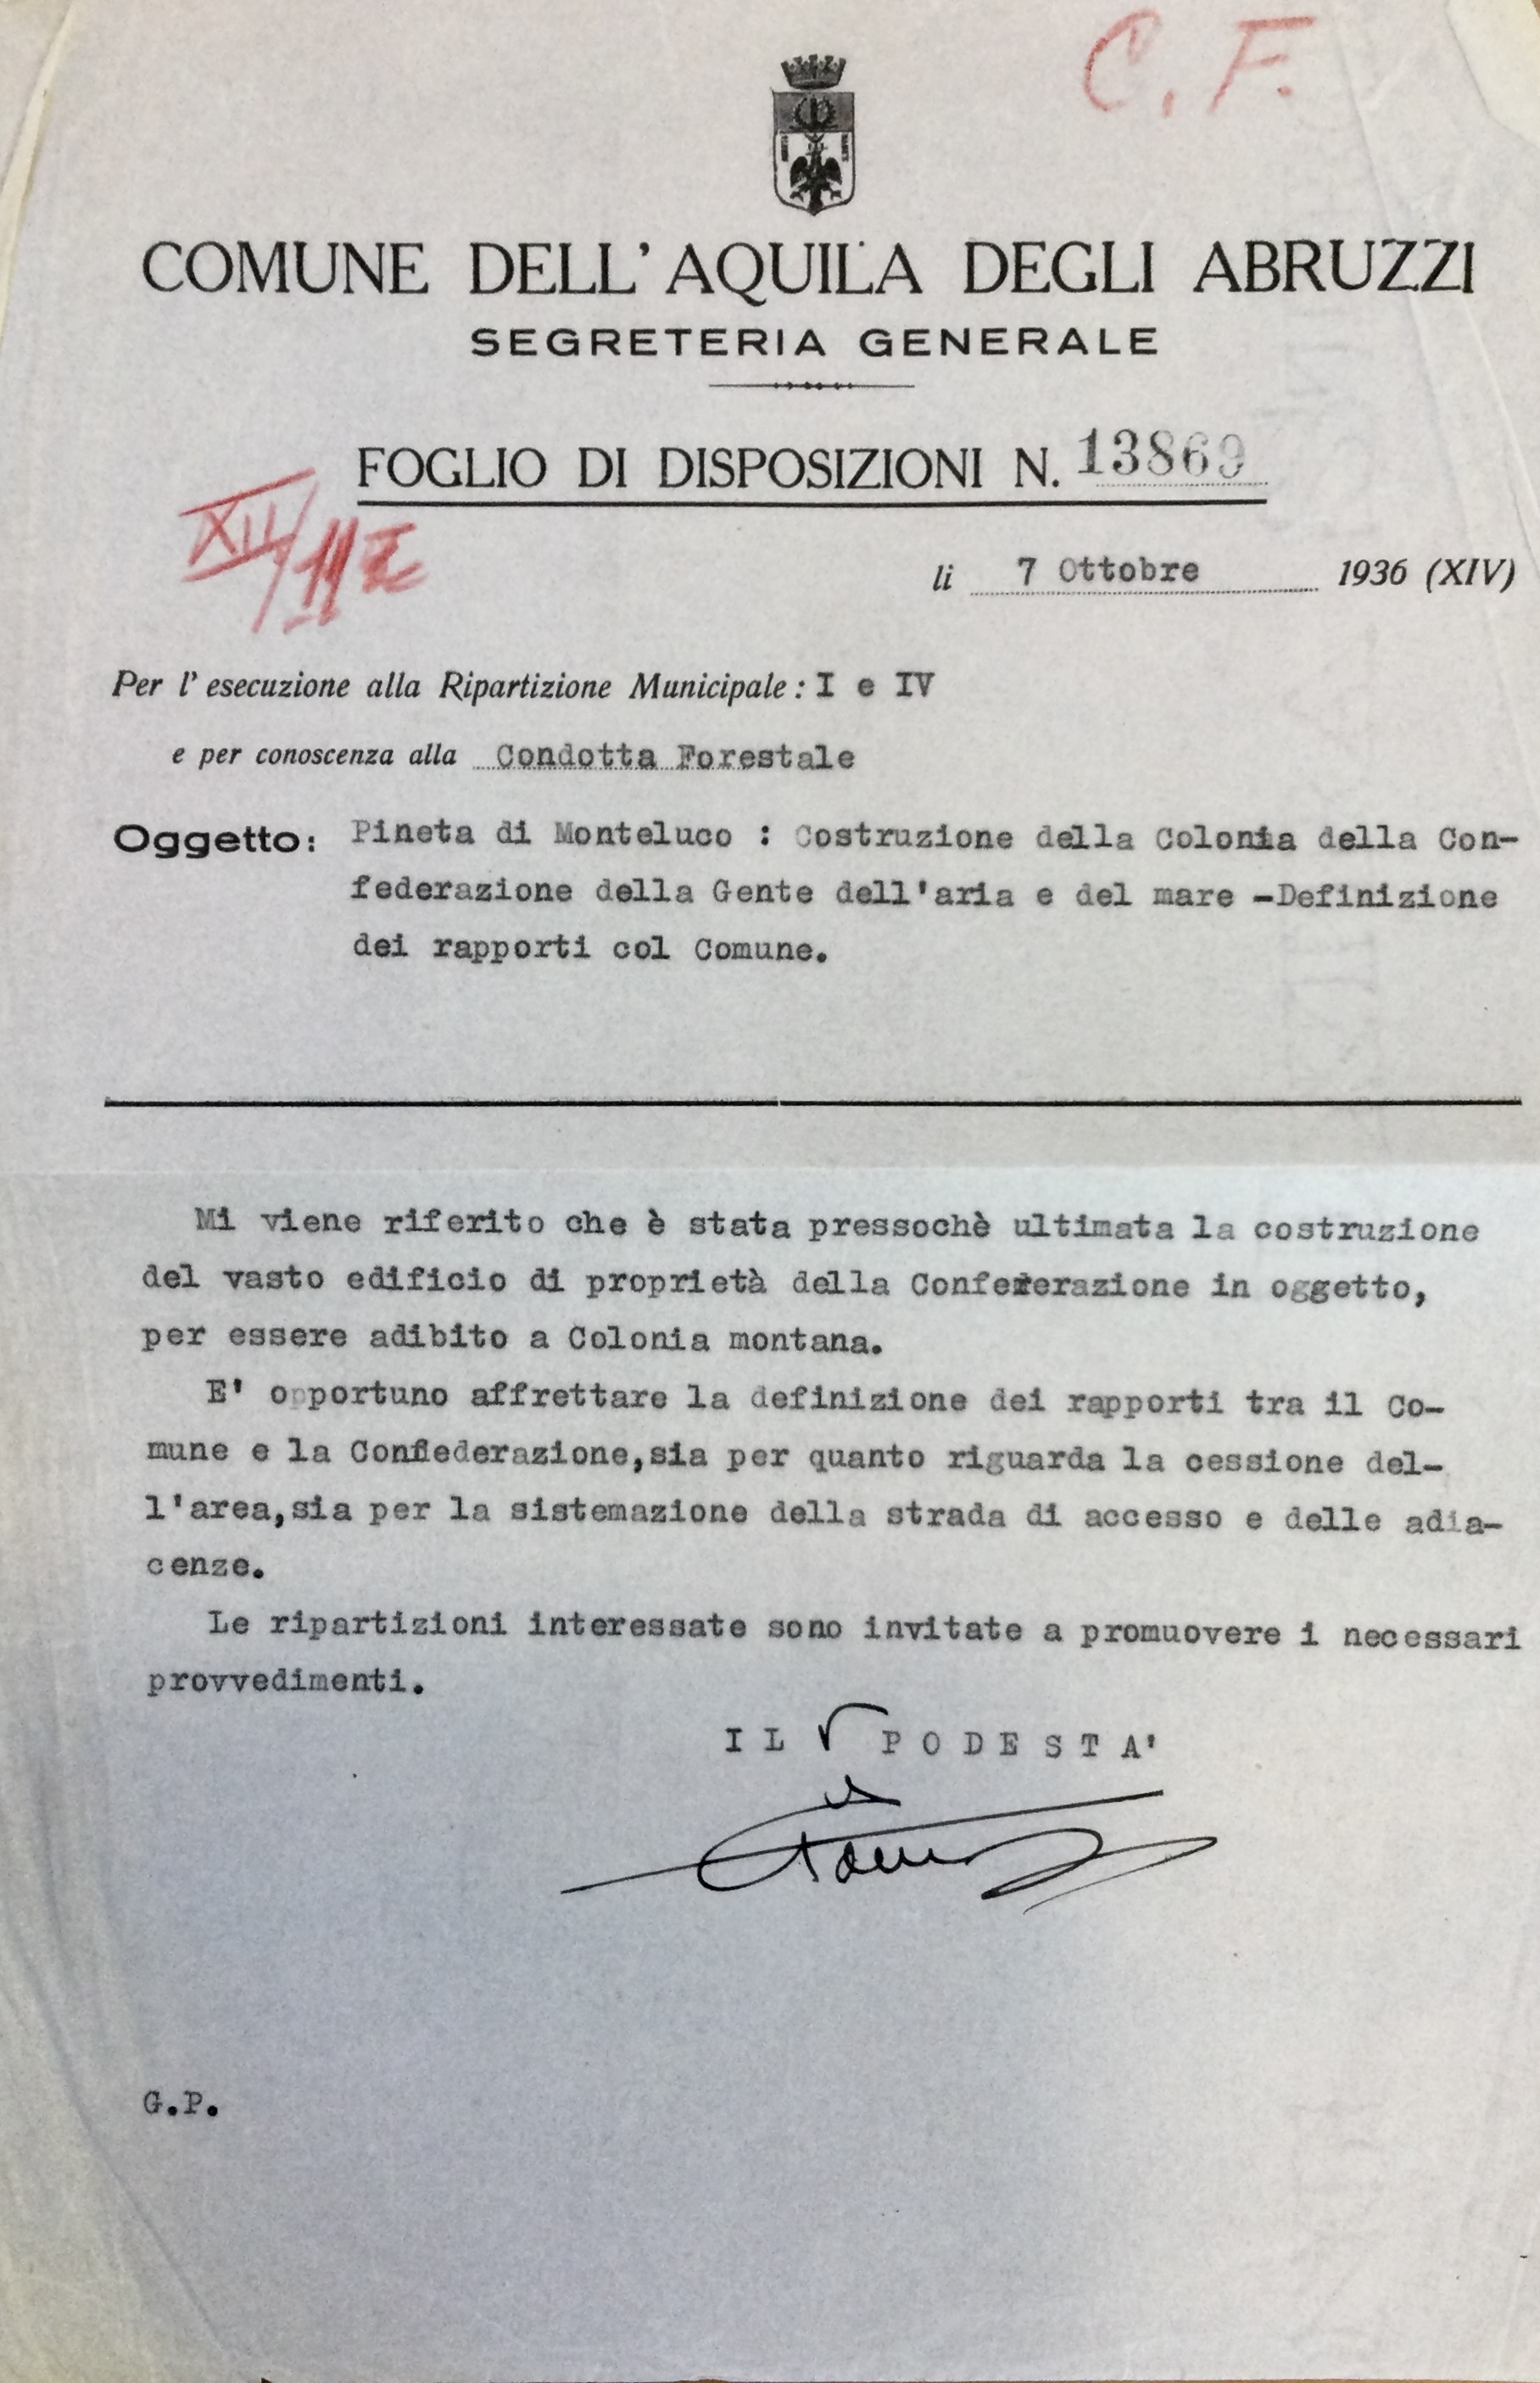 C. F.
COMUNE DELL'AQUILA DEGLI ABRUZZI
SEGRETERIA GENERALE
FOGLIO DI DISPOSIZIONI N. 13869
XII/
li 7 Ottobre 1936 (XIV)
Per l'esecuzione alla Ripartizione Municipale: I e IV
e per conoscenza alla Condotta Forestale
Oggetto: Pineta di Monteluco : Costruzione della Colonia della Con-
federazione della Gente dell'aria e del mare -Definizione
dei rapporti col Comune.
Mi viene riferito che è stata pressochè ultimata la costruzione
del vasto edificio di proprietà della Confererazione in oggetto,
per essere adibito a Colonia montana.
E' opportuno affrettare la definizione dei rapporti tra il Co-
mune e la Confiederazione,sia per quanto riguarda la cessione del-
l'area,sia per la sistemazione della strada di accesso e delle adia-
cenze.
Le ripartizioni interessate sono invitate a promuovere i necessari
provvedimenti.
IL PODESTA'
G.P.